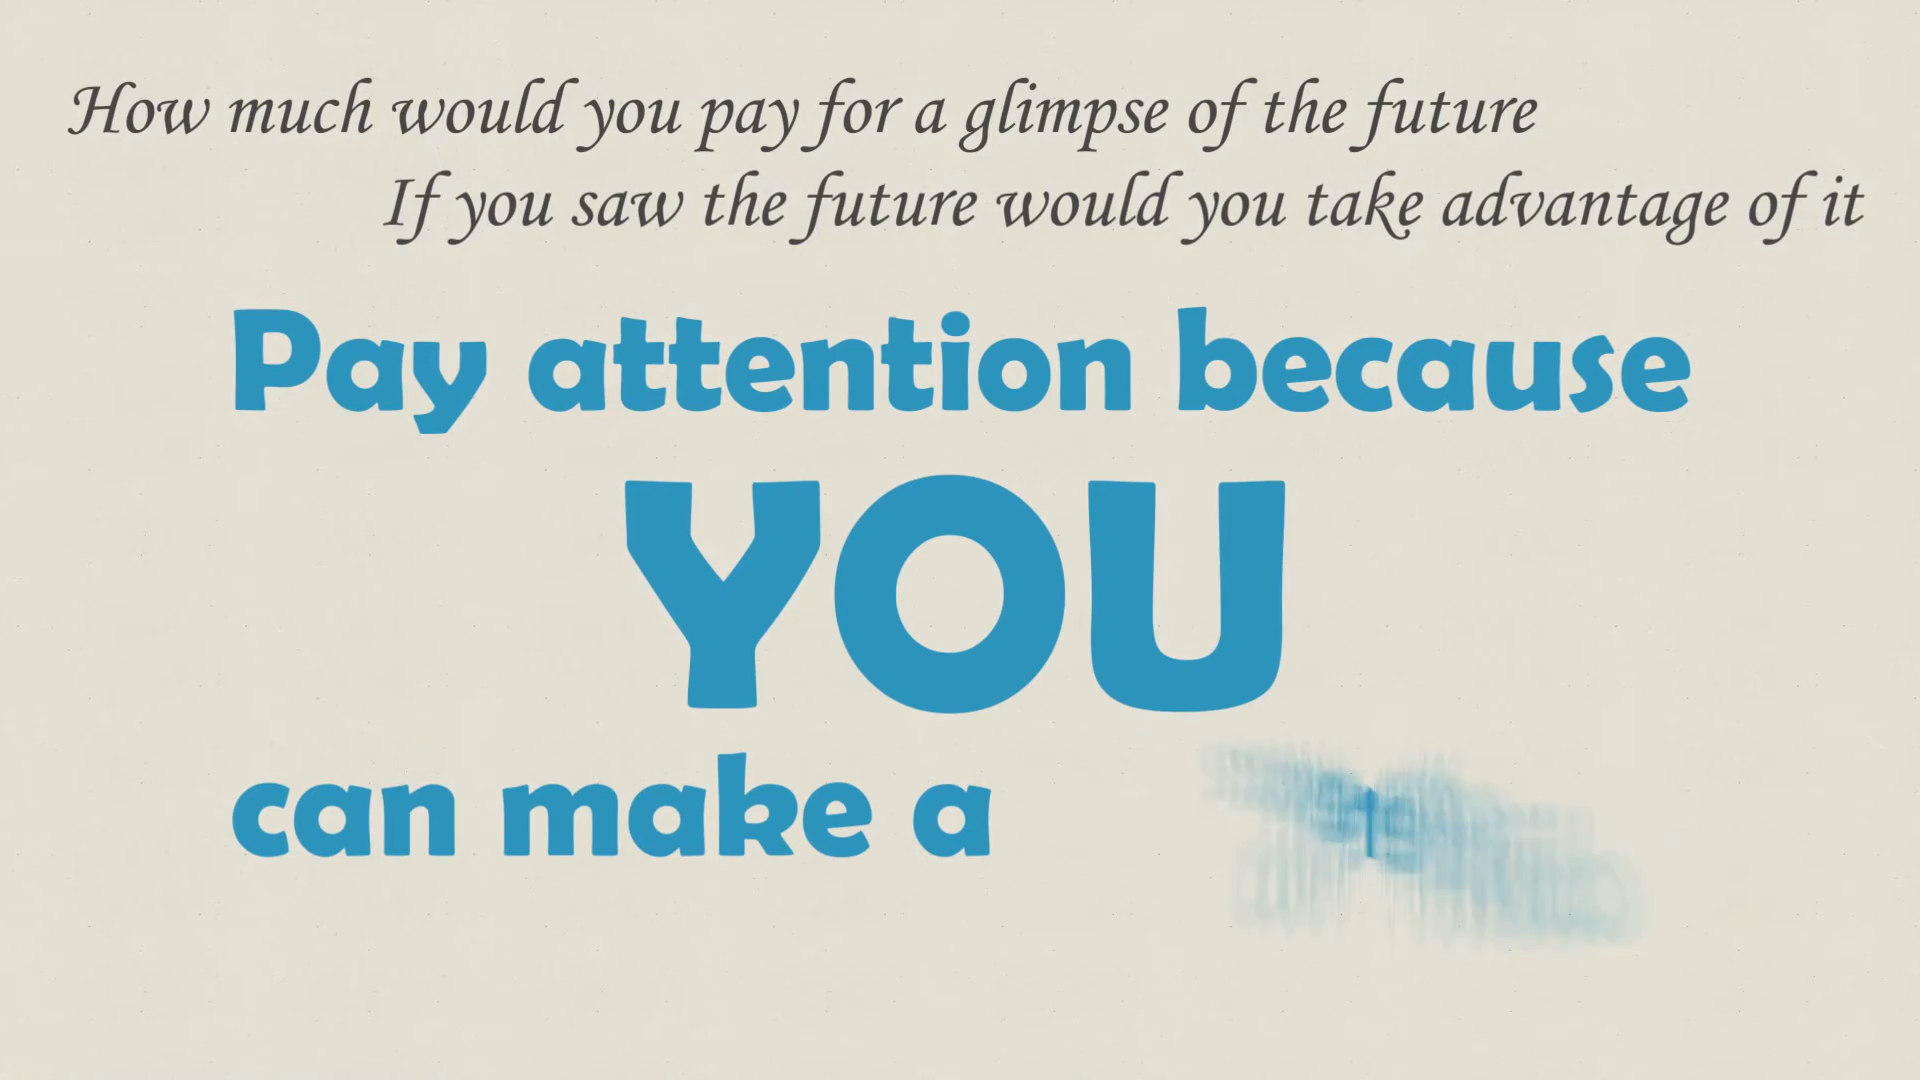 How much would you pay for a glimpse of the future
If you saw the future would you take advantage of it
Pay attention because
YOU
can make a